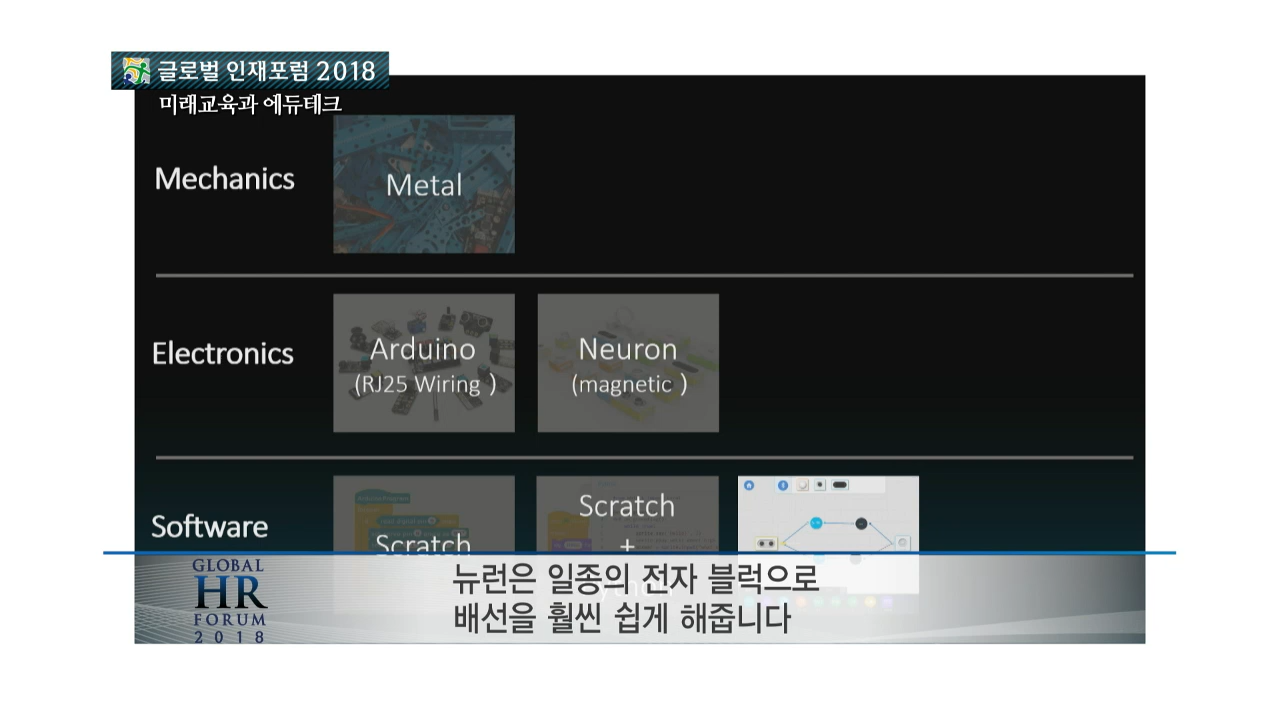 글로벌 인재포럼 2018
미래교육과 에듀테크
Mechanics
Metal
Electronics
Arduino
(RJ25 Wiring )
Neuron
(magnetic )
Software
Scratch
Scratch
+
GLOBAL
HR
FORUM
2018
뉴런은 일종의 전자 블럭으로
배선을 훨씬 쉽게 해줍니다